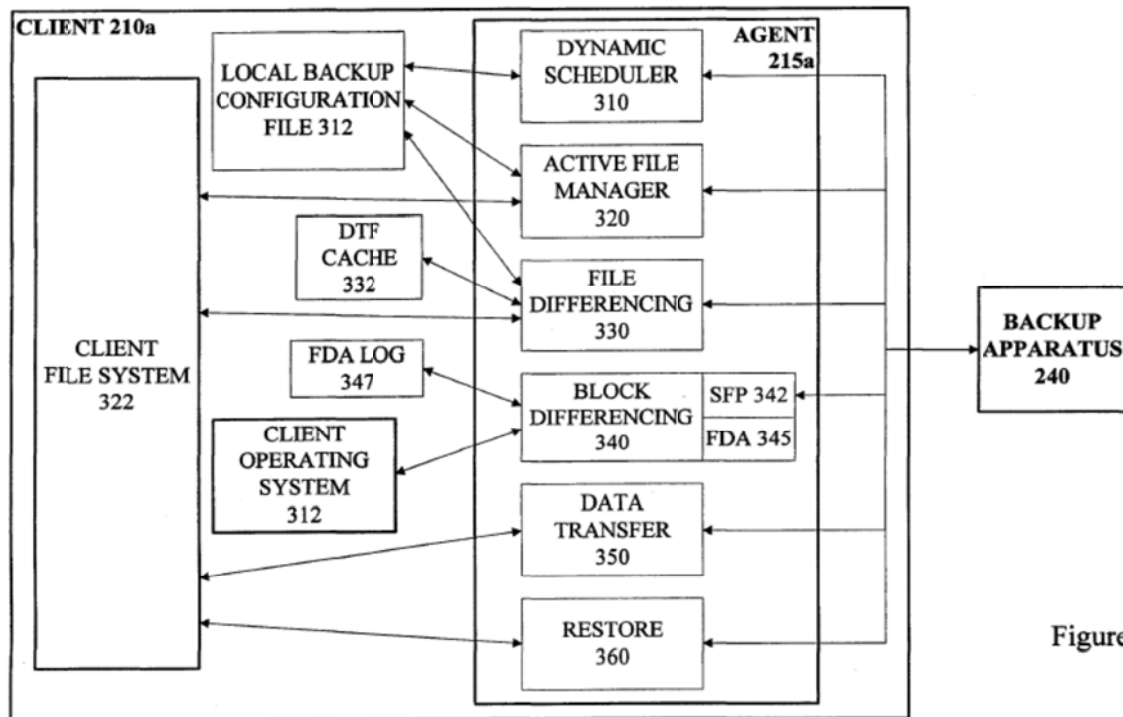 CLIENT 210a
AGENT
215a
LOCAL BACKUP
CONFIGURATION
FILE 312
DYNAMIC
SCHEDULER
310
ACTIVE FILE
MANAGER
320
DTF
CACHE
332
FILE
DIFFERENCING
330
CLIENT
FILE SYSTEM
322
FDA LOG
347
BLOCK
DIFFERENCING
340
SFP 342
FDA 345
CLIENT
OPERATING
SYSTEM
312
DATA
TRANSFER
350
RESTORE
360
BACKUP
APPARATUS
240
Figure